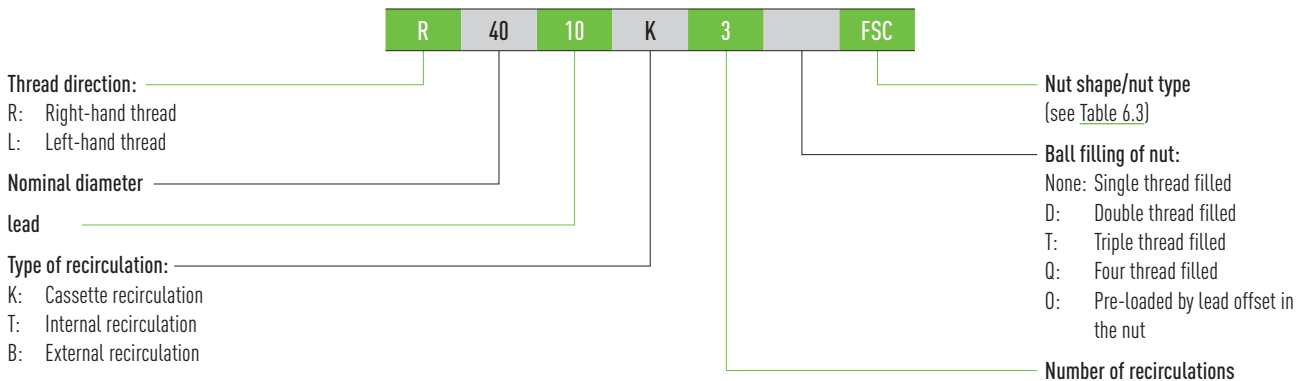 R 40 10 K 3 FSC
Thread direction:
R: Right-hand thread
L: Left-hand thread
Nominal diameter
lead
Type of recirculation:
K: Cassette recirculation
T: Internal recirculation
B: External recirculation
Nut shape/nut type
(see Table 6.3)
Ball filling of nut:
None: Single thread filled
D: Double thread filled
T: Triple thread filled
Q: Four thread filled
O: Pre-loaded by lead offset in
the nut
Number of recirculations